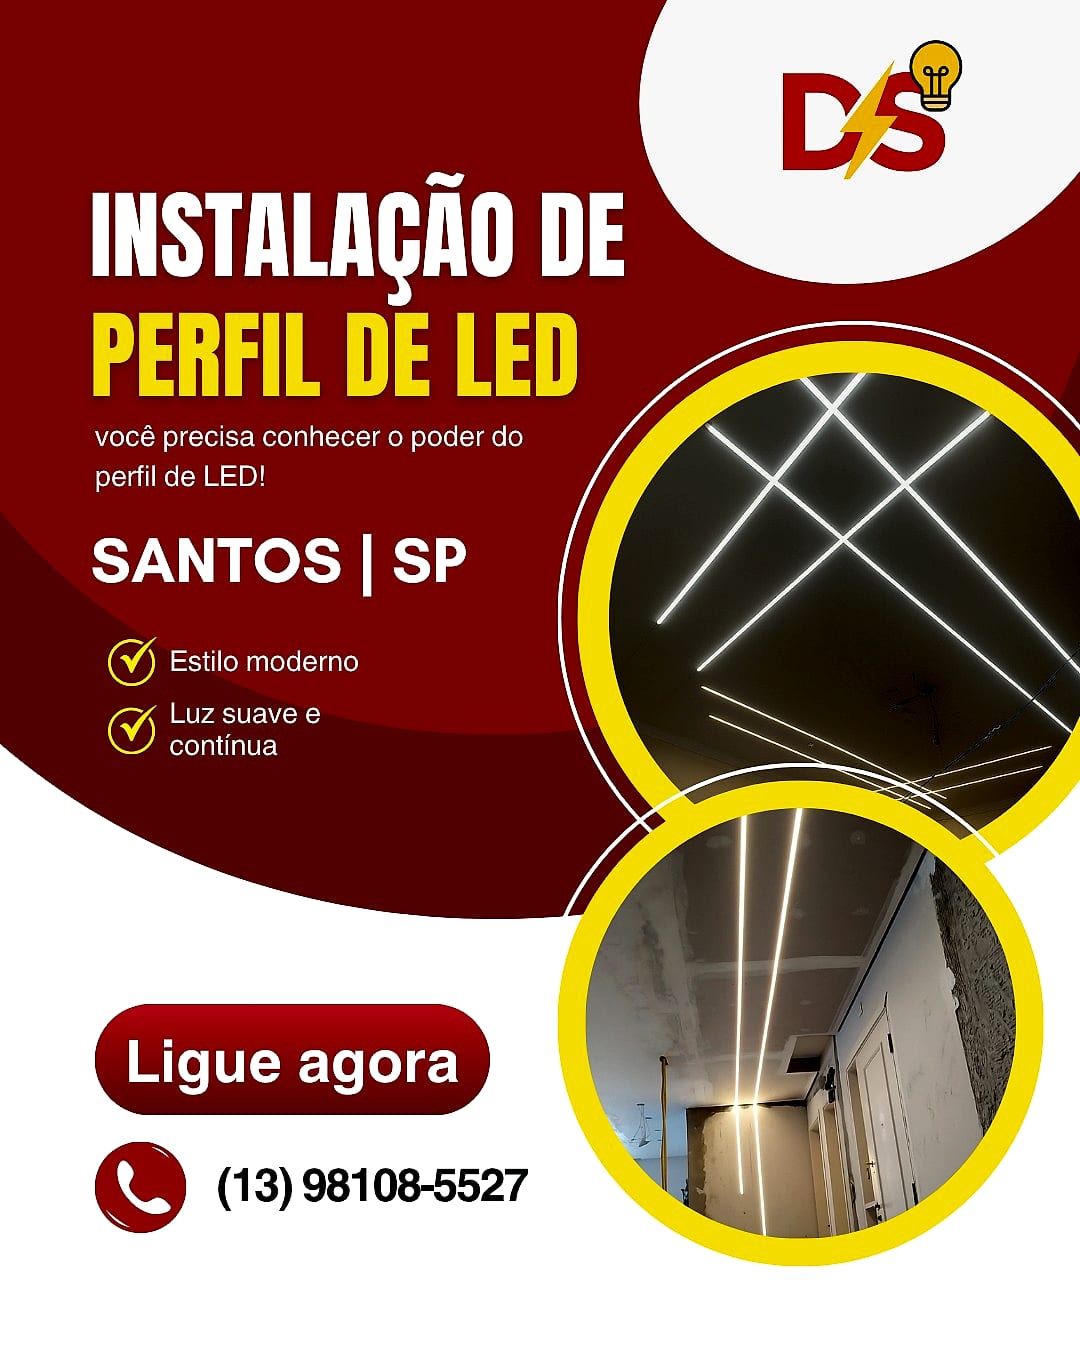 DS
INSTALAÇÃO DE
PERFIL DE LED
você precisa conhecer o poder do
perfil de LED!
SANTOS | SP
Estilo moderno
Luz suave e
contínua
Ligue agora
(13) 98108-5527